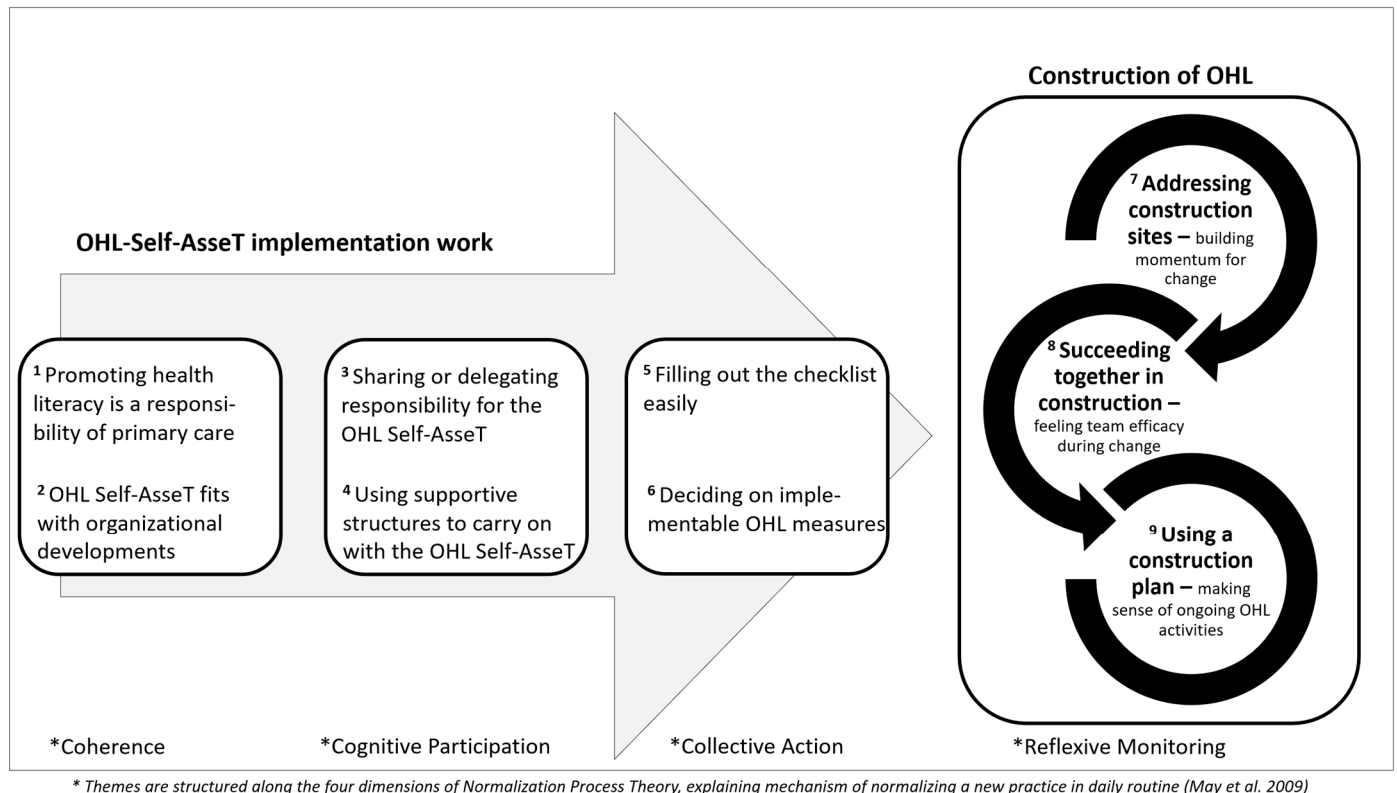 Construction of OHL
OHL-Self-AsseT implementation work
1 Promoting health
literacy is a responsi-
bility of primary care
2 OHL Self-AsseT fits
with organizational
developments
3 Sharing or delegating
responsibility for the
OHL Self-AsseT
4 Using supportive
structures to carry on
with the OHL Self-AsseT
5 Filling out the checklist
easily
6 Deciding on imple-
mentable OHL measures
7 Addressing
construction
sites – building
momentum for
change
8 Succeeding
together in
construction –
feeling team efficacy
during change
9 Using a
construction
plan – making
sense of ongoing OHL
activities
*Coherence
*Cognitive Participation
*Collective Action
*Reflexive Monitoring
* Themes are structured along the four dimensions of Normalization Process Theory, explaining mechanism of normalizing a new practice in daily routine (May et al. 2009)